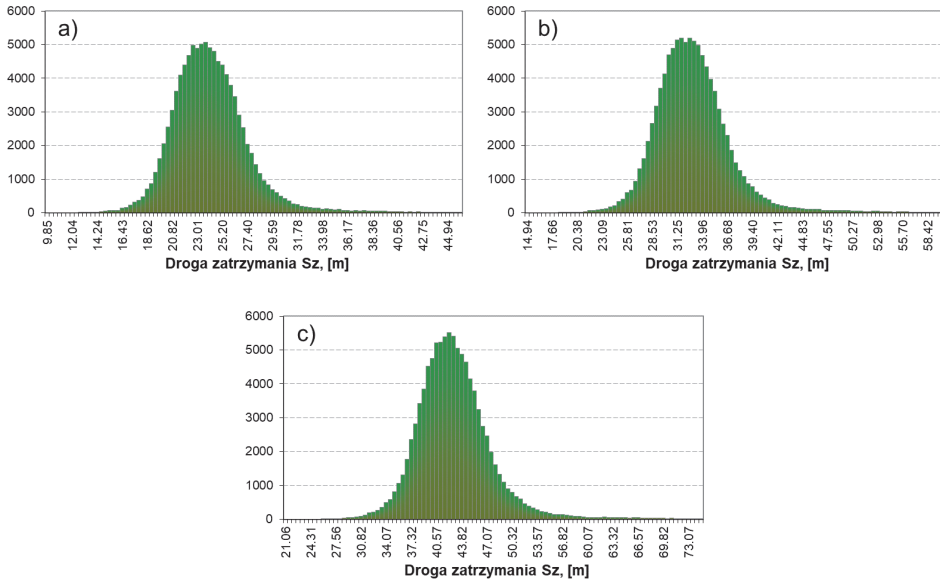 a)
6000
5000
4000
3000
2000
1000
0
9.85 12.04 14.24 16.43 18.62 20.82 23.01 25.20 27.40 29.59 31.78 33.98 36.17 38.36 40.56 42.75 44.94
Droga zatrzymania Sz, [m]
b)
6000
5000
4000
3000
2000
1000
0
14.94 17.66 20.38 23.09 25.81 28.53 31.25 33.96 36.68 39.40 42.11 44.83 47.55 50.27 52.98 55.70 58.42
Droga zatrzymania Sz, [m]
c)
6000
5000
4000
3000
2000
1000
0
21.06 24.31 27.56 30.82 34.07 37.32 40.57 43.82 47.07 50.32 53.57 56.82 60.07 63.32 66.57 69.82 73.07
Droga zatrzymania Sz, [m]